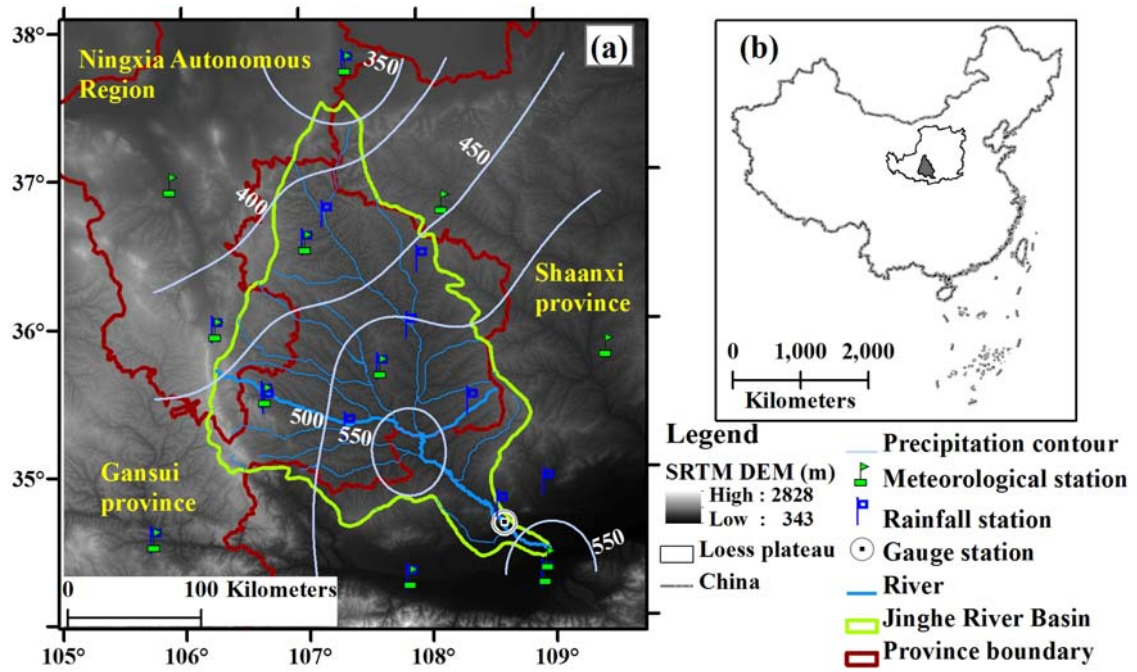 38°
37°
36°
35°
105°
106°
107°
108°
109°
(a)
Ningxia Autonomous
Region
350
450
400
Shaanxi
province
500
550
Gansui
province
550
0
100
Kilometers
(b)
0
1,000
2,000
Kilometers
Legend
SRTM DEM (m)
High : 2828
Low : 343
Loess plateau
China
Precipitation contour
Meteorological station
Rainfall station
Gauge station
River
Jinghe River Basin
Province boundary